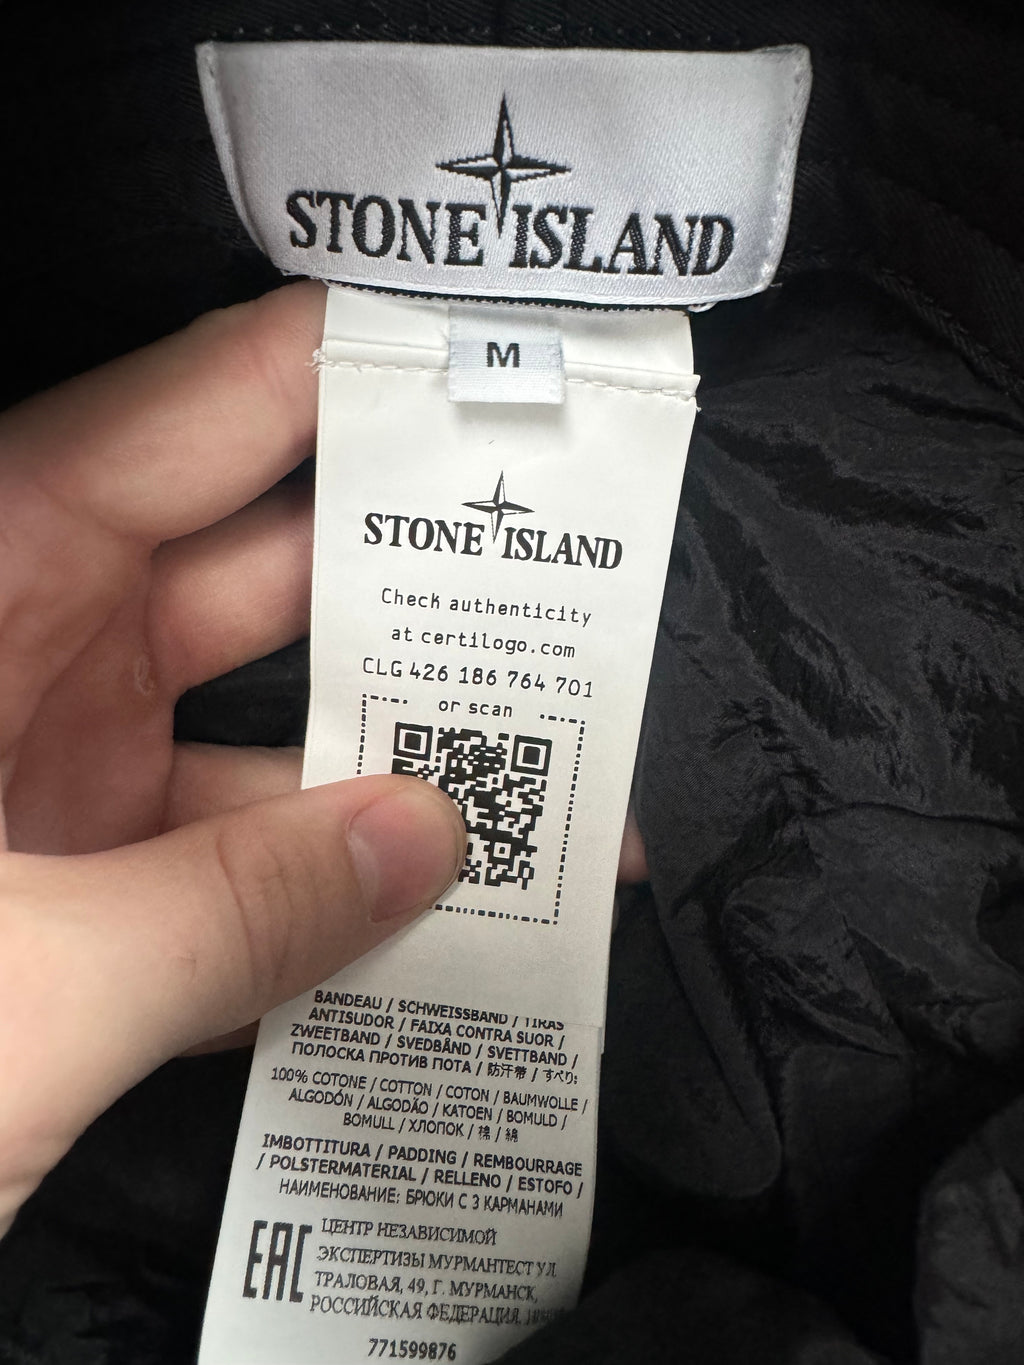 STONE ISLAND
M
STONE ISLAND
Check authenticity
at certilogo.com
CLG 426 186 764 701
or scan
BANDEAU / SCHWEISSBAND / TIRAS
ANTISUDOR / FAIXA CONTRA SUOR /
ZWEETBAND / SVEDBÅND / SVETTBAND /
ПОЛОСКА ПРОТИВ ПОТА / 防汗帶 / すべり:
100% COTONE / COTTON / COTON / BAUMWOLLE /
ALGODÓN / ALGODÃO / KATOEN / BOMULD /
BOMULL / ХЛОПОК / 棉 / 綿
IMBOTTITURA / PADDING / REMBOURRAGE
/ POLSTERMATERIAL / RELLENO / ESTOFO /
НАИМЕНОВАНИЕ: БРЮКИ С 3 КАРМАНАМИ
EAC
ЦЕНТР НЕЗАВИСИМОЙ
ЭКСПЕРТИЗЫ МУРМАНТЕСТ УЛ
ТРАЛОВАЯ, 49, Г. МУРМАНСК,
РОССИЙСКАЯ ФЕДЕРАЦИЯ,
771599876